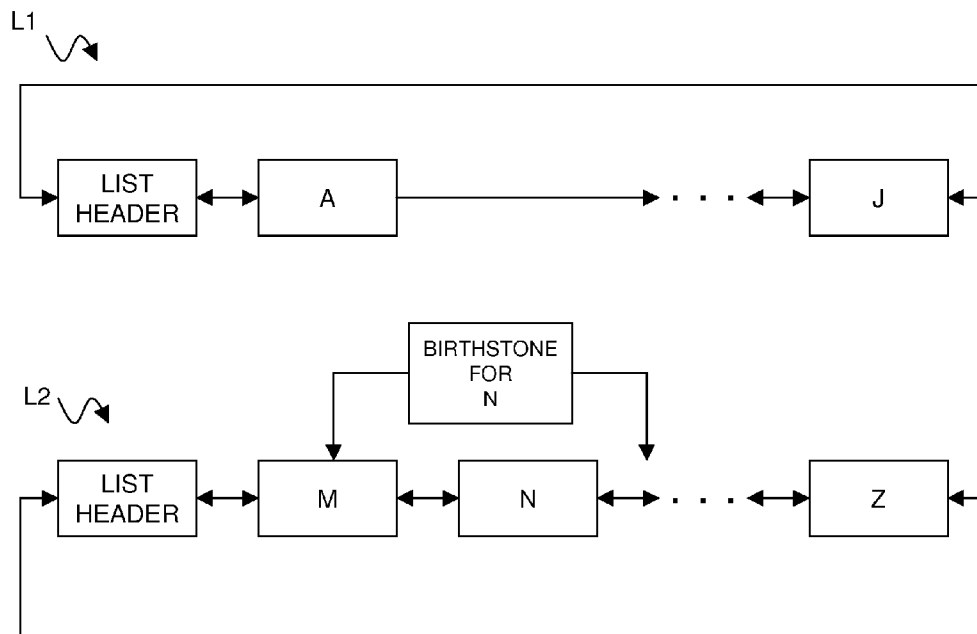 L1
LIST
HEADER
A
. . .
J
BIRTHSTONE
FOR
N
L2
LIST
HEADER
M
N
. . .
Z